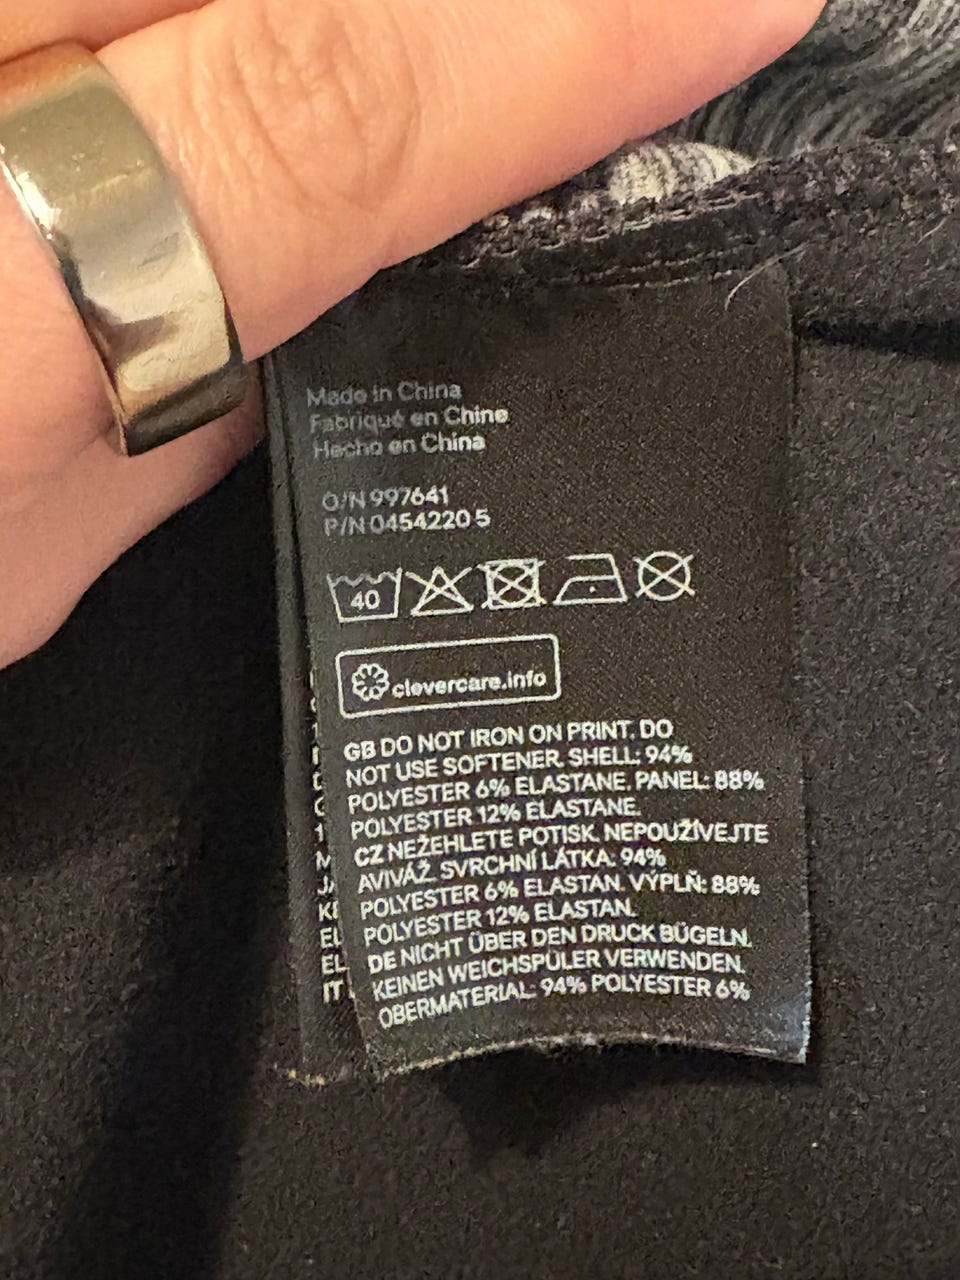 Made in China
Fabriqué en Chine
Hecho en China
O/N 997641
P/N 0454220 5
40
clevercare.info
GB DO NOT IRON ON PRINT. DO
NOT USE SOFTENER. SHELL: 94%
POLYESTER 6% ELASTANE. PANEL: 88%
POLYESTER 12% ELASTANE.
CZ NEŽEHLETE POTISK. NEPOUŽÍVEJTE
AVIVÁŽ. SVRCHNÍ LÁTKA: 94%
POLYESTER 6% ELASTAN. VÝPLŇ: 88%
POLYESTER 12% ELASTAN.
DE NICHT ÜBER DEN DRUCK BÜGELN.
KEINEN WEICHSPÜLER VERWENDEN.
OBERMATERIAL: 94% POLYESTER 6%